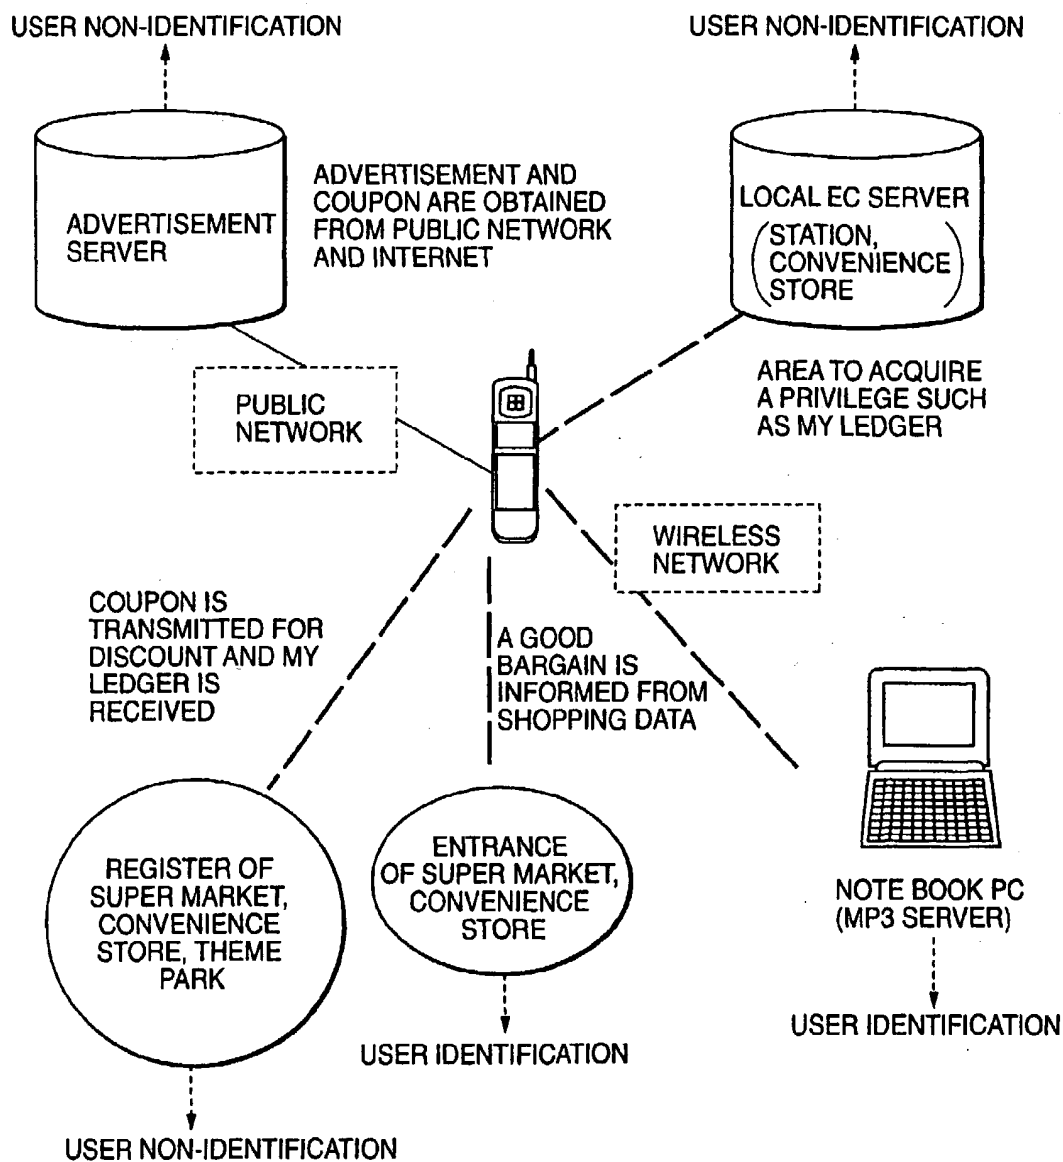 USER NON-IDENTIFICATION
USER NON-IDENTIFICATION
ADVERTISEMENT
SERVER
ADVERTISEMENT AND
COUPON ARE OBTAINED
FROM PUBLIC NETWORK
AND INTERNET
LOCAL EC SERVER
(STATION,
CONVENIENCE
STORE)
PUBLIC
NETWORK
AREA TO ACQUIRE
A PRIVILEGE SUCH
AS MY LEDGER
WIRELESS
NETWORK
COUPON IS
TRANSMITTED FOR
DISCOUNT AND MY
LEDGER IS
RECEIVED
A GOOD
BARGAIN IS
INFORMED FROM
SHOPPING DATA
REGISTER OF
SUPER MARKET,
CONVENIENCE
STORE, THEME
PARK
ENTRANCE
OF SUPER MARKET,
CONVENIENCE
STORE
NOTE BOOK PC
(MP3 SERVER)
USER IDENTIFICATION
USER IDENTIFICATION
USER NON-IDENTIFICATION